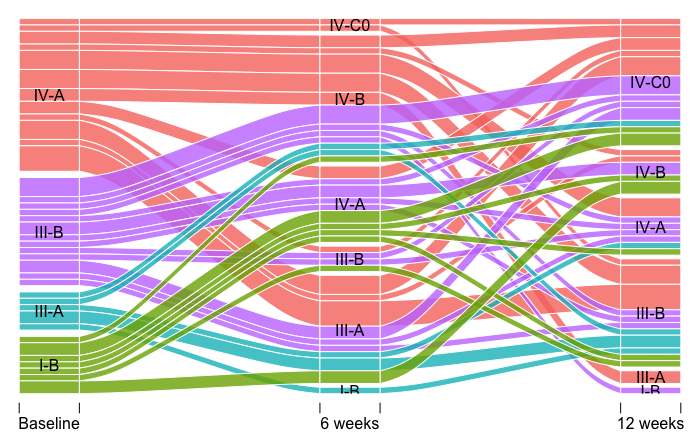 IV-A
III-B
III-A
I-B
IV-C0
IV-B
IV-A
III-B
III-A
I-B
IV-C0
IV-B
IV-A
III-B
III-A
I-B
Baseline
6 weeks
12 weeks